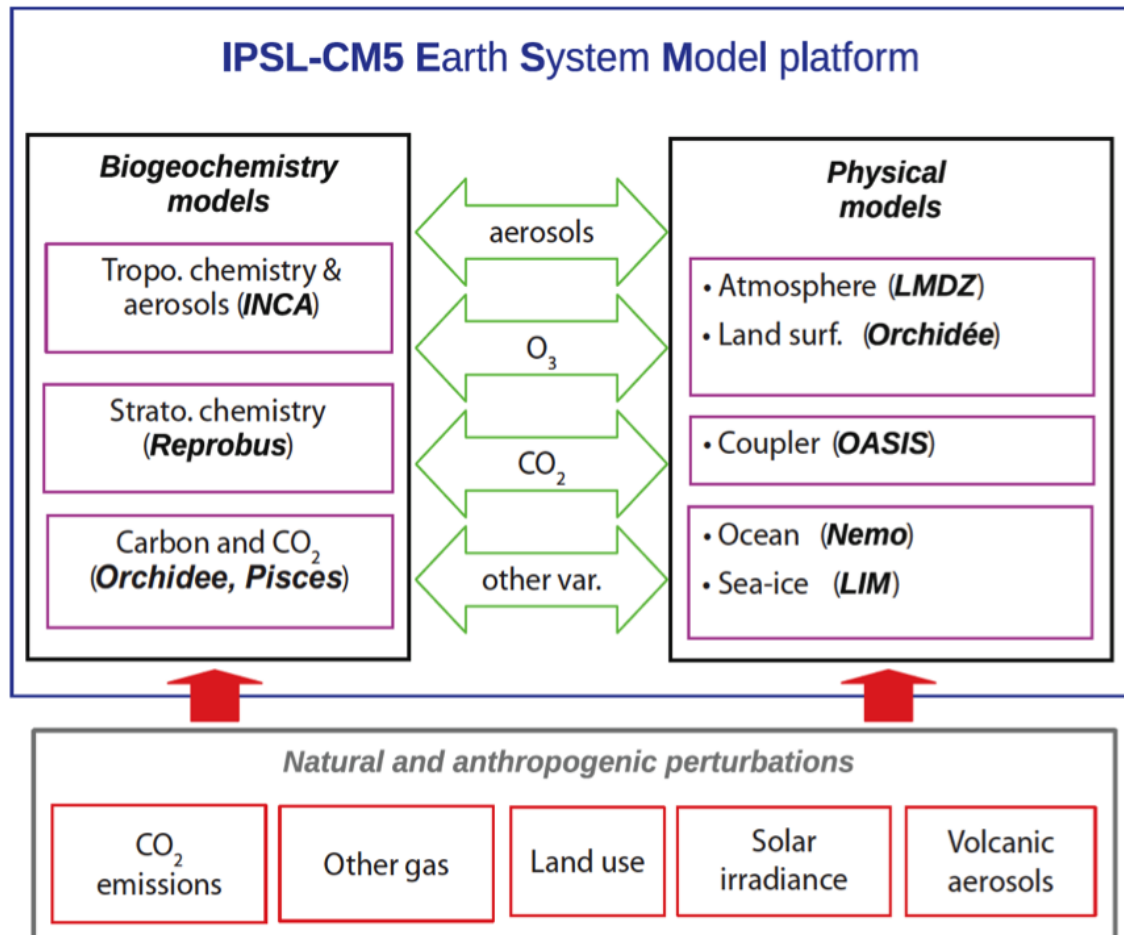 IPSL-CM5 Earth System Model platform
Biogeochemistry
models
Tropo. chemistry &
aerosols (INCA)
Strato. chemistry
(Reprobus)
Carbon and CO₂
(Orchidee, Pisces)
aerosols
O₃
CO₂
other var.
Physical
models
• Atmosphere (LMDZ)
• Land surf. (Orchidée)
• Coupler (OASIS)
• Ocean (Nemo)
• Sea-ice (LIM)
Natural and anthropogenic perturbations
CO₂
emissions
Other gas
Land use
Solar
irradiance
Volcanic
aerosols